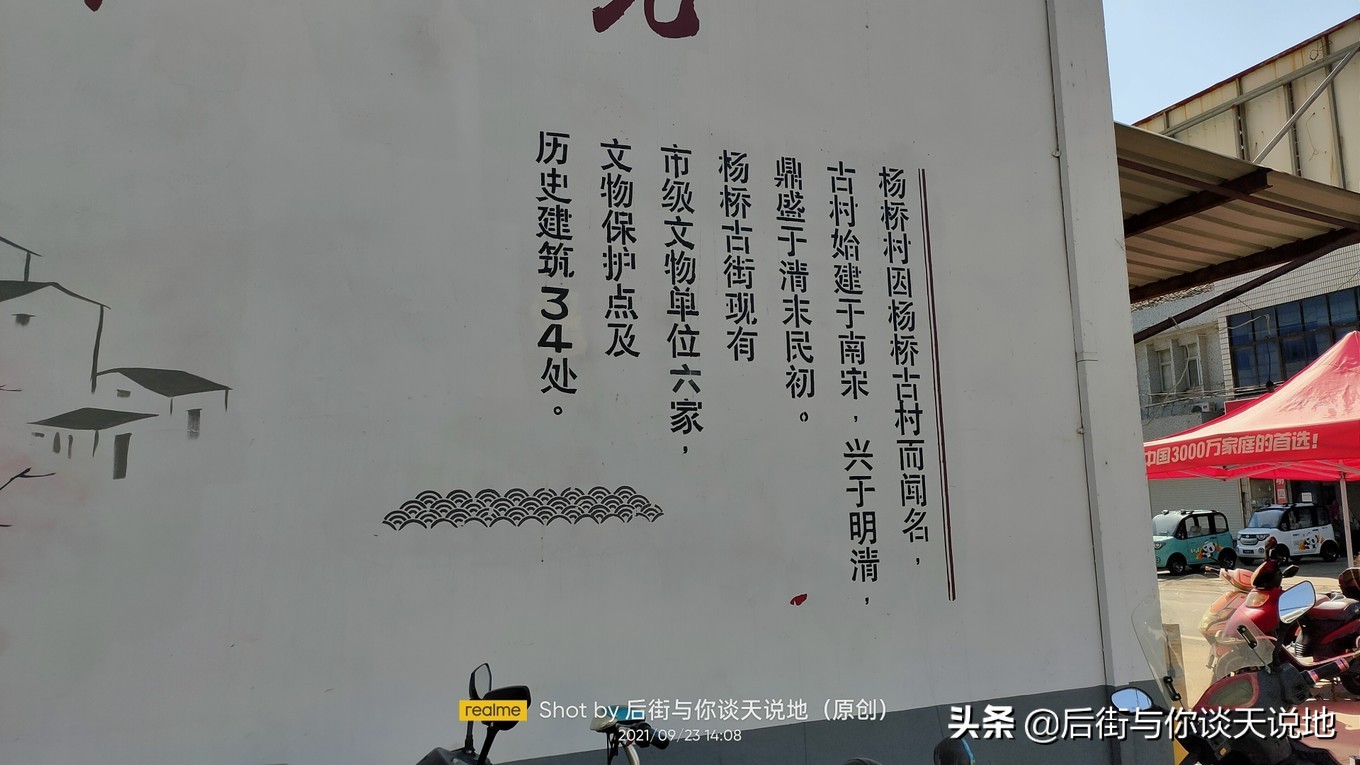 杨桥村因杨桥古村而闻名，
古村始建于南宋，兴于明清，
鼎盛于清末民初。
杨桥古街现有
市级文物单位六家，
文物保护点及
历史建筑34处。
中国3000万家庭的首选！
realme Shot by 后街与你谈天说地（原创）
2021/09/23 14:08
头条 @后街与你谈天说地